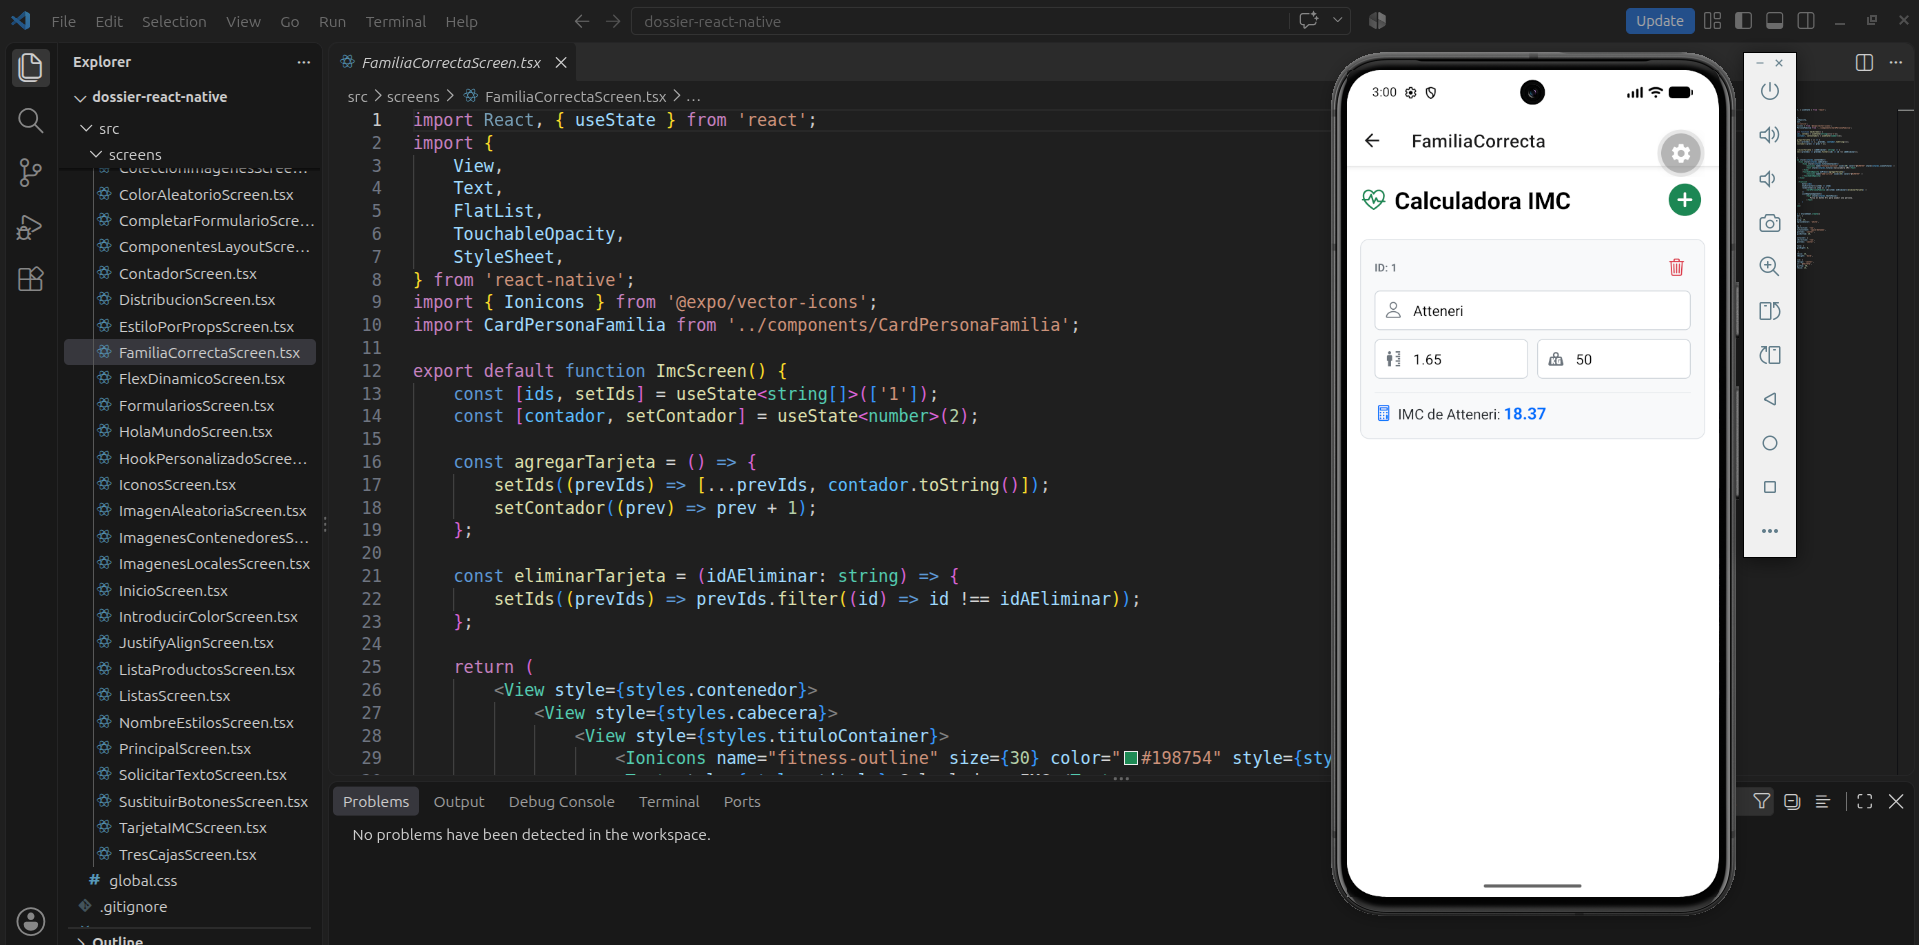 File Edit Selection View Go Run Terminal Help
dossier-react-native
Update
Explorer
dossier-react-native
src
screens
ColeccionImagenesScree...
ColorAleatorioScreen.tsx
CompletarFormularioScre...
ComponentesLayoutScre...
ContadorScreen.tsx
DistribucionScreen.tsx
EstiloPorPropsScreen.tsx
FamiliaCorrectaScreen.tsx
FlexDinamicoScreen.tsx
FormulariosScreen.tsx
HolaMundoScreen.tsx
HookPersonalizadoScree...
IconosScreen.tsx
ImagenAleatoriaScreen.tsx
ImagenesContenedoresS...
ImagenesLocalesScreen.tsx
InicioScreen.tsx
IntroducirColorScreen.tsx
JustifyAlignScreen.tsx
ListaProductosScreen.tsx
ListasScreen.tsx
NombreEstilosScreen.tsx
PrincipalScreen.tsx
SolicitarTextoScreen.tsx
SustituirBotonesScreen.tsx
TarjetaIMCScreen.tsx
TresCajasScreen.tsx
# global.css
.gitignore
Outline
FamiliaCorrectaScreen.tsx
src > screens > FamiliaCorrectaScreen.tsx > ...
1 import React, { useState } from 'react';
2 import {
3 View,
4 Text,
5 FlatList,
6 TouchableOpacity,
7 StyleSheet,
8 } from 'react-native';
9 import { Ionicons } from '@expo/vector-icons';
10 import CardPersonaFamilia from '../components/CardPersonaFamilia';
11
12 export default function ImcScreen() {
13 const [ids, setIds] = useState<string[]>(['1']);
14 const [contador, setContador] = useState<number>(2);
15
16 const agregarTarjeta = () => {
17 setIds((prevIds) => [...prevIds, contador.toString()]);
18 setContador((prev) => prev + 1);
19 };
20
21 const eliminarTarjeta = (idAEliminar: string) => {
22 setIds((prevIds) => prevIds.filter((id) => id !== idAEliminar));
23 };
24
25 return (
26 <View style={styles.contenedor}>
27 <View style={styles.cabecera}>
28 <View style={styles.tituloContainer}>
29 <Ionicons name="fitness-outline" size={30} color="#198754" style={sty
Problems Output Debug Console Terminal Ports
No problems have been detected in the workspace.
3:00
FamiliaCorrecta
Calculadora IMC
ID: 1
Atteneri
1.65
50
IMC de Atteneri: 18.37